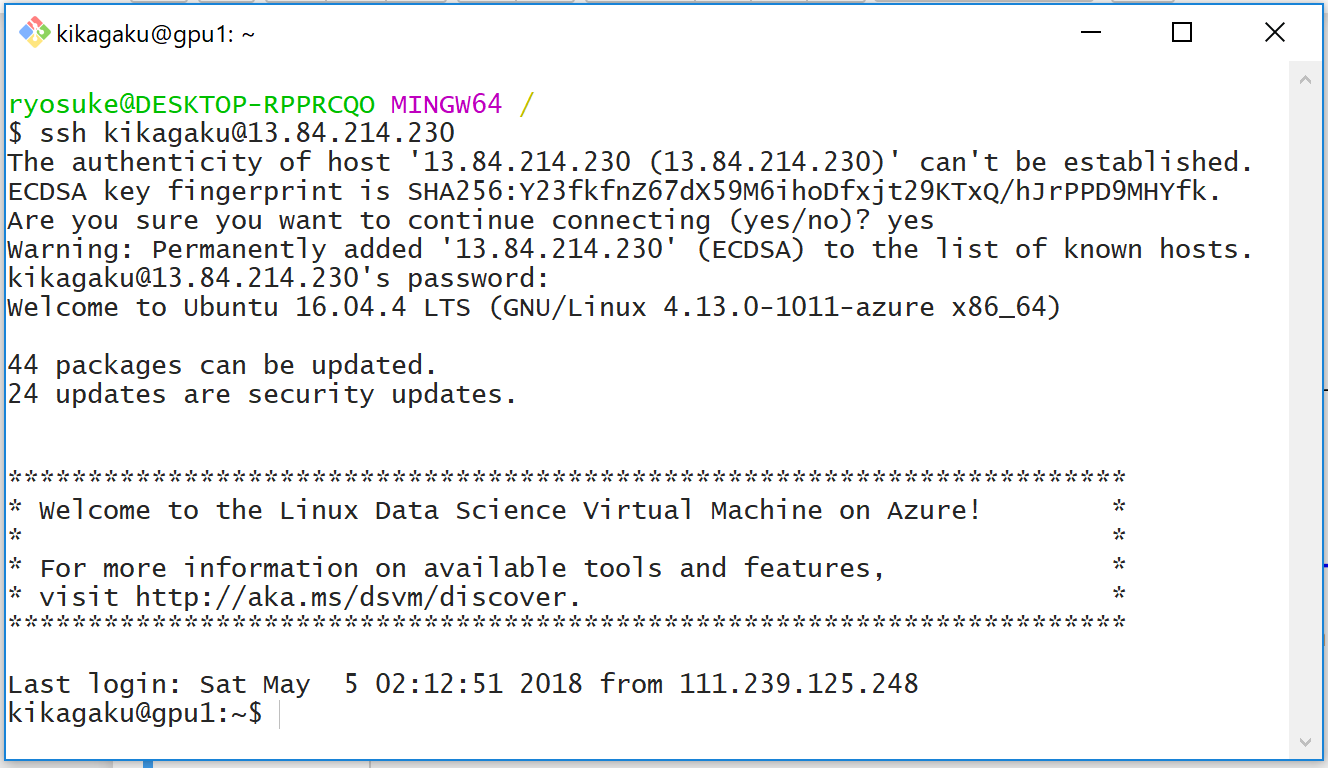 kikagaku@gpu1: ~
ryosuke@DESKTOP-RPPRCQO MINGW64 /
$ ssh kikagaku@13.84.214.230
The authenticity of host '13.84.214.230 (13.84.214.230)' can't be established.
ECDSA key fingerprint is SHA256:Y23fkfnZ67dX59M6ihoDfxjt29KTxQ/hJrPPD9MHYfk.
Are you sure you want to continue connecting (yes/no)? yes
Warning: Permanently added '13.84.214.230' (ECDSA) to the list of known hosts.
kikagaku@13.84.214.230's password:
Welcome to Ubuntu 16.04.4 LTS (GNU/Linux 4.13.0-1011-azure x86_64)
44 packages can be updated.
24 updates are security updates.
**********************************************************************
* Welcome to the Linux Data Science Virtual Machine on Azure!        *
*                                                                    *
* For more information on available tools and features,              *
* visit http://aka.ms/dsvm/discover.                                 *
**********************************************************************
Last login: Sat May  5 02:12:51 2018 from 111.239.125.248
kikagaku@gpu1:~$